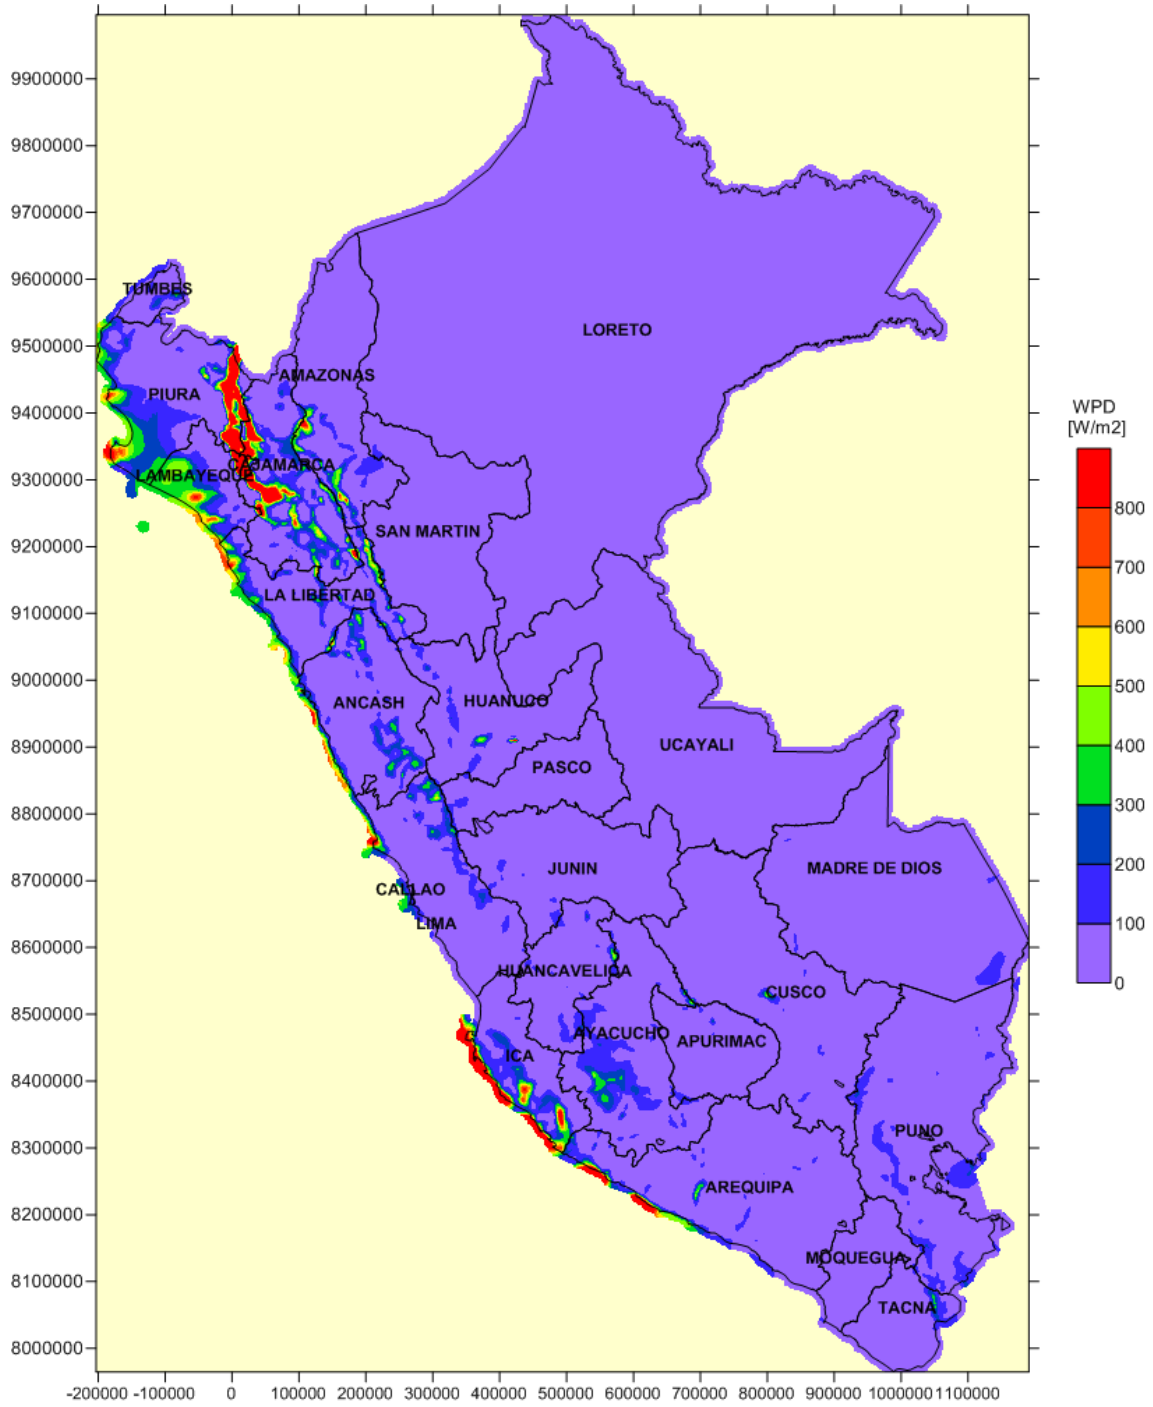 9900000
9800000
9700000
9600000
TUMBES
LORETO
9500000
AMAZONAS
PIURA
9400000
WPD
[W/m2]
CAJAMARCA
LAMBAYEQUE
9300000
800
SAN MARTIN
9200000
700
LA LIBERTAD
9100000
600
9000000
500
ANCASH
HUANUCO
8900000
UCAYALI
400
PASCO
8800000
300
JUNIN
MADRE DE DIOS
200
8700000
CALLAO
LIMA
100
8600000
HUANCAVELICA
0
CUSCO
8500000
AYACUCHO
APURIMAC
ICA
8400000
PUNO
8300000
AREQUIPA
8200000
MOQUEGUA
8100000
TACNA
8000000
-200000 -100000 0 100000 200000 300000 400000 500000 600000 700000 800000 900000 1000000 1100000